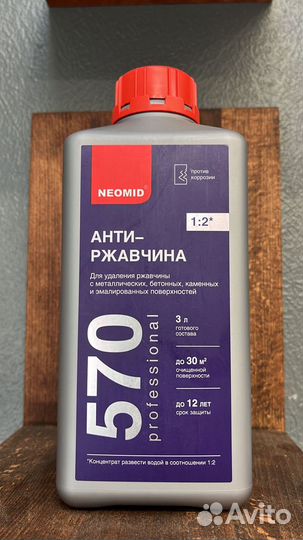 NEOMID®
против
коррозии
1:2*
АНТИ-
РЖАВЧИНА
Для удаления ржавчины
с металлических, бетонных, каменных
и эмалированных поверхностей
570
professional
3 л
готового
состава
до 30 м²
очищенной
поверхности
до 12 ЛЕТ
срок защиты
*Концентрат развести водой в соотношении 1:2
Avito